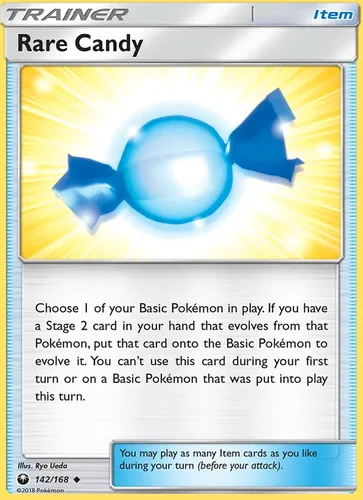 TRAINER Item
Rare Candy
Choose 1 of your Basic Pokémon in play. If you have
a Stage 2 card in your hand that evolves from that
Pokémon, put that card onto the Basic Pokémon to
evolve it. You can't use this card during your first
turn or on a Basic Pokémon that was put into play
this turn.
You may play as many Item cards as you like
during your turn (before your attack).
Illus. Ryo Ueda
142/168
©2018 Pokémon